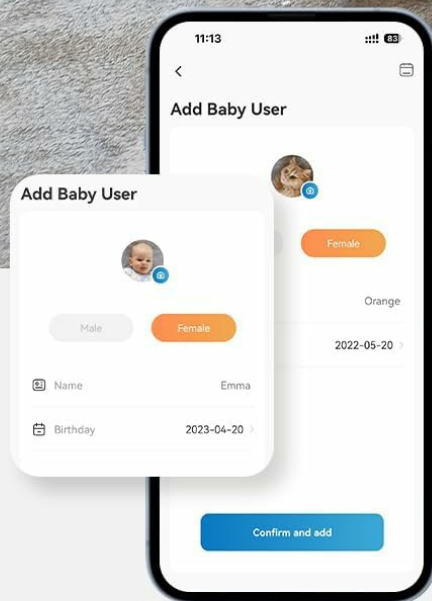 11:13
83
Add Baby User
Female
Orange
2022-05-20
Confirm and add
Add Baby User
Male
Female
Name
Emma
Birthday
2023-04-20